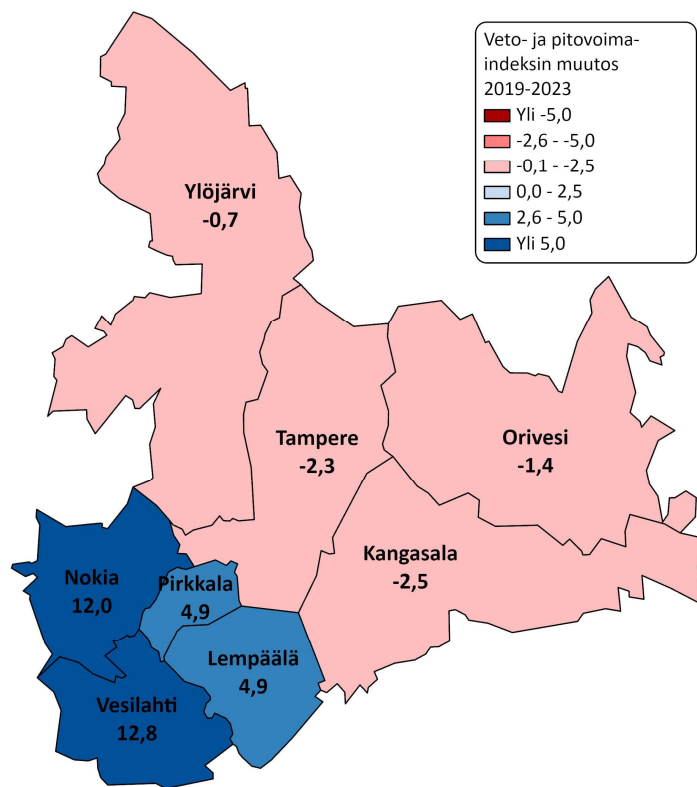 Veto- ja pitovoima-
indeksin muutos
2019-2023
Yli -5,0
-2,6 - -5,0
-0,1 - -2,5
0,0 - 2,5
2,6 - 5,0
Yli 5,0
Ylöjärvi
-0,7
Tampere
-2,3
Orivesi
-1,4
Kangasala
-2,5
Nokia
12,0
Pirkkala
4,9
Lempäälä
4,9
Vesilahti
12,8